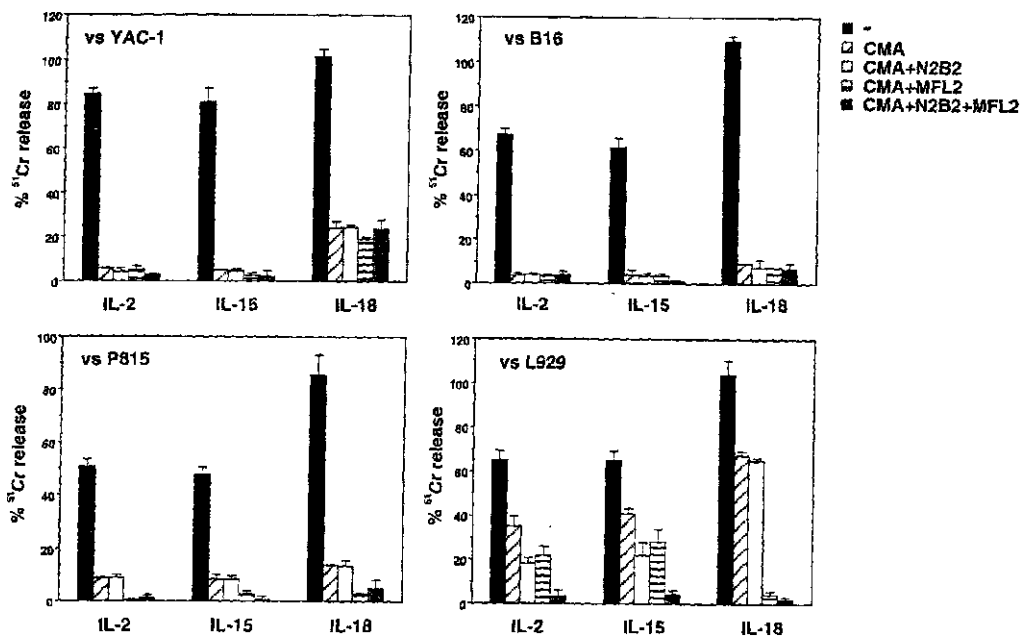 vs YAC-1
% ⁵¹Cr release
120
100
80
60
40
20
0
IL-2 IL-15 IL-18
vs B16
% ⁵¹Cr release
120
100
80
60
40
20
0
IL-2 IL-15 IL-18
-
CMA
CMA+N2B2
CMA+MFL2
CMA+N2B2+MFL2
vs P815
% ⁵¹Cr release
100
80
60
40
20
0
IL-2 IL-15 IL-18
vs L929
% ⁵¹Cr release
120
100
80
60
40
20
0
IL-2 IL-15 IL-18